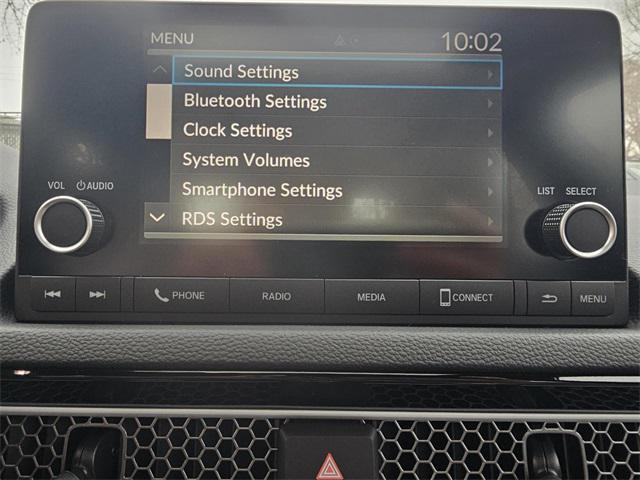 MENU 10:02
Sound Settings
Bluetooth Settings
Clock Settings
System Volumes
Smartphone Settings
RDS Settings
VOL AUDIO
LIST SELECT
PHONE RADIO MEDIA CONNECT MENU